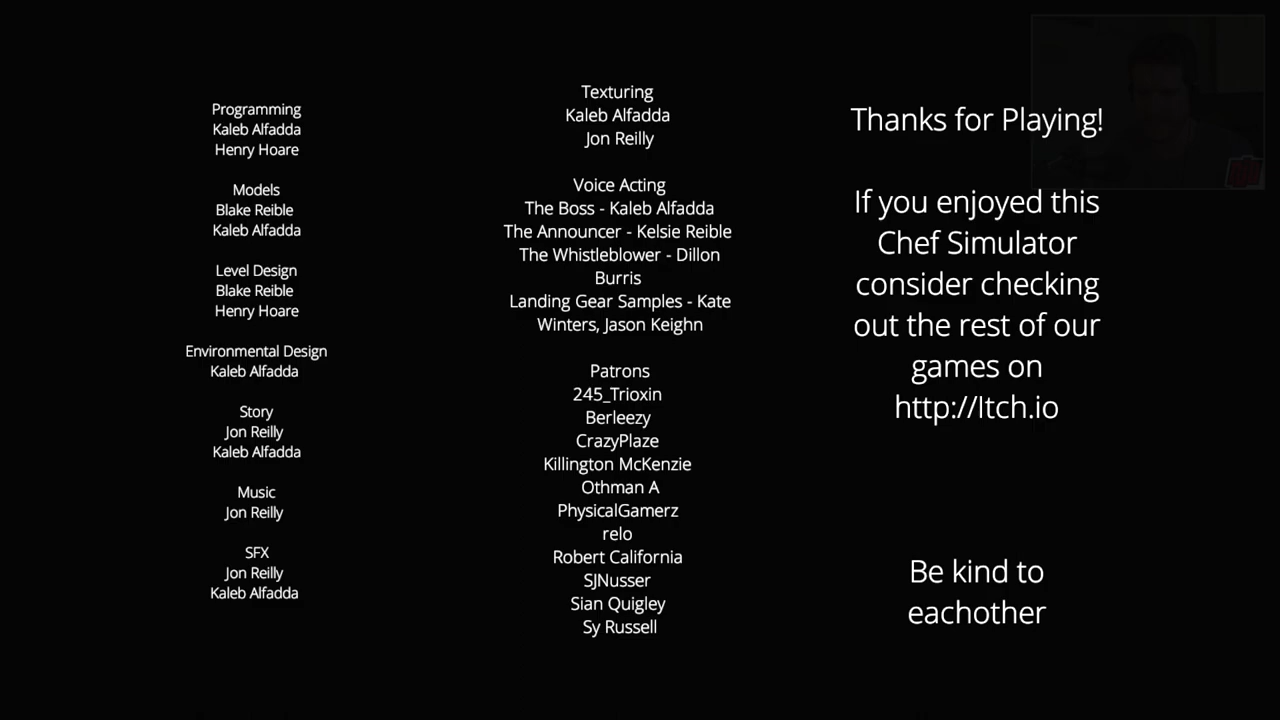 Programming
Kaleb Alfadda
Henry Hoare
Models
Blake Reible
Kaleb Alfadda
Level Design
Blake Reible
Henry Hoare
Environmental Design
Kaleb Alfadda
Story
Jon Reilly
Kaleb Alfadda
Music
Jon Reilly
SFX
Jon Reilly
Kaleb Alfadda
Texturing
Kaleb Alfadda
Jon Reilly
Voice Acting
The Boss - Kaleb Alfadda
The Announcer - Kelsie Reible
The Whistleblower - Dillon
Burris
Landing Gear Samples - Kate
Winters, Jason Keighn
Patrons
245_Trioxin
Berleezy
CrazyPlaze
Killington McKenzie
Othman A
PhysicalGamerz
relo
Robert California
SJNusser
Sian Quigley
Sy Russell
Thanks for Playing!
If you enjoyed this
Chef Simulator
consider checking
out the rest of our
games on
http://Itch.io
Be kind to
eachother